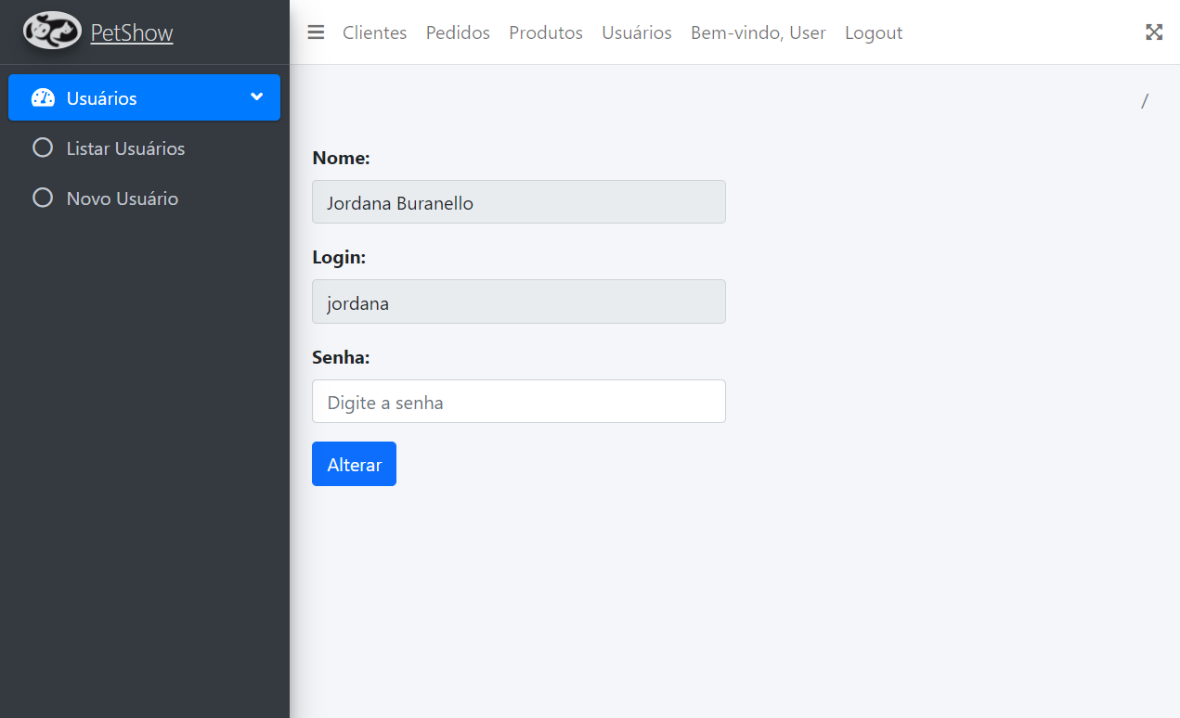 PetShow
Clientes Pedidos Produtos Usuários Bem-vindo, User Logout
Usuários
Listar Usuários
Novo Usuário
/
Nome:
Jordana Buranello
Login:
jordana
Senha:
Digite a senha
Alterar